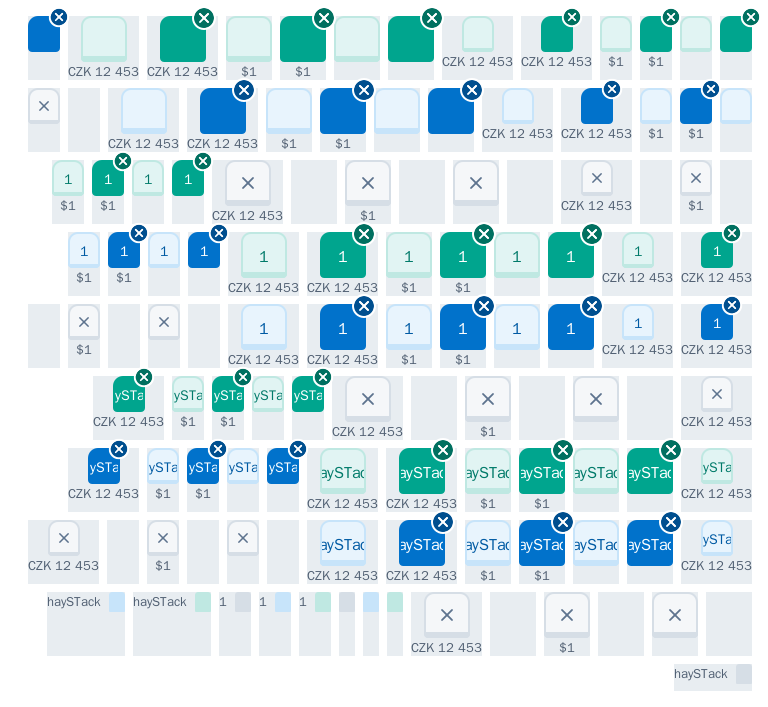 CZK 12 453 CZK 12 453 $1 $1 CZK 12 453 CZK 12 453 $1 $1
CZK 12 453 CZK 12 453 $1 $1 CZK 12 453 CZK 12 453 $1 $1
1 1 1 1
$1 $1 CZK 12 453 $1 CZK 12 453 $1
1 1 1 1 1 1 1 1 1 1 1 1
$1 $1 CZK 12 453 CZK 12 453 $1 $1 CZK 12 453 CZK 12 453
1 1 1 1 1 1 1 1
$1 CZK 12 453 CZK 12 453 $1 $1 CZK 12 453 CZK 12 453
ySTa ySTa ySTa ySTa ySTa
CZK 12 453 $1 $1 CZK 12 453 $1 CZK 12 453
ySTa ySTa ySTa ySTa ySTa aySTac aySTac aySTac aySTac aySTac aySTac ySTa
CZK 12 453 $1 $1 CZK 12 453 CZK 12 453 $1 $1 CZK 12 453
aySTac aySTac aySTac aySTac aySTac aySTac ySTa
CZK 12 453 $1 CZK 12 453 CZK 12 453 $1 $1 CZK 12 453
haySTack haySTack 1 1 1
CZK 12 453 $1
haySTack